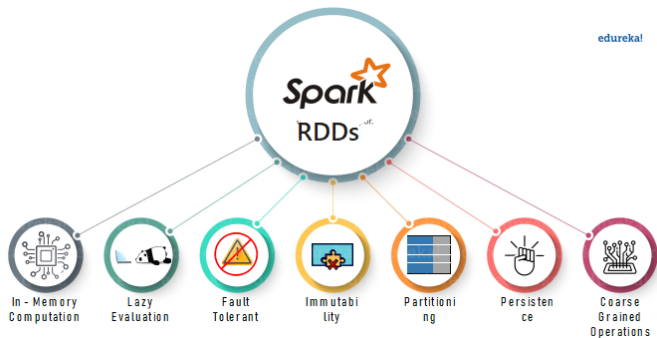 edureka!
Spark
RDDs
In - Memory
Computation
Lazy
Evaluation
Fault
Tolerant
Immutabi
lity
Partitioni
ng
Persisten
ce
Coarse
Grained
Operations